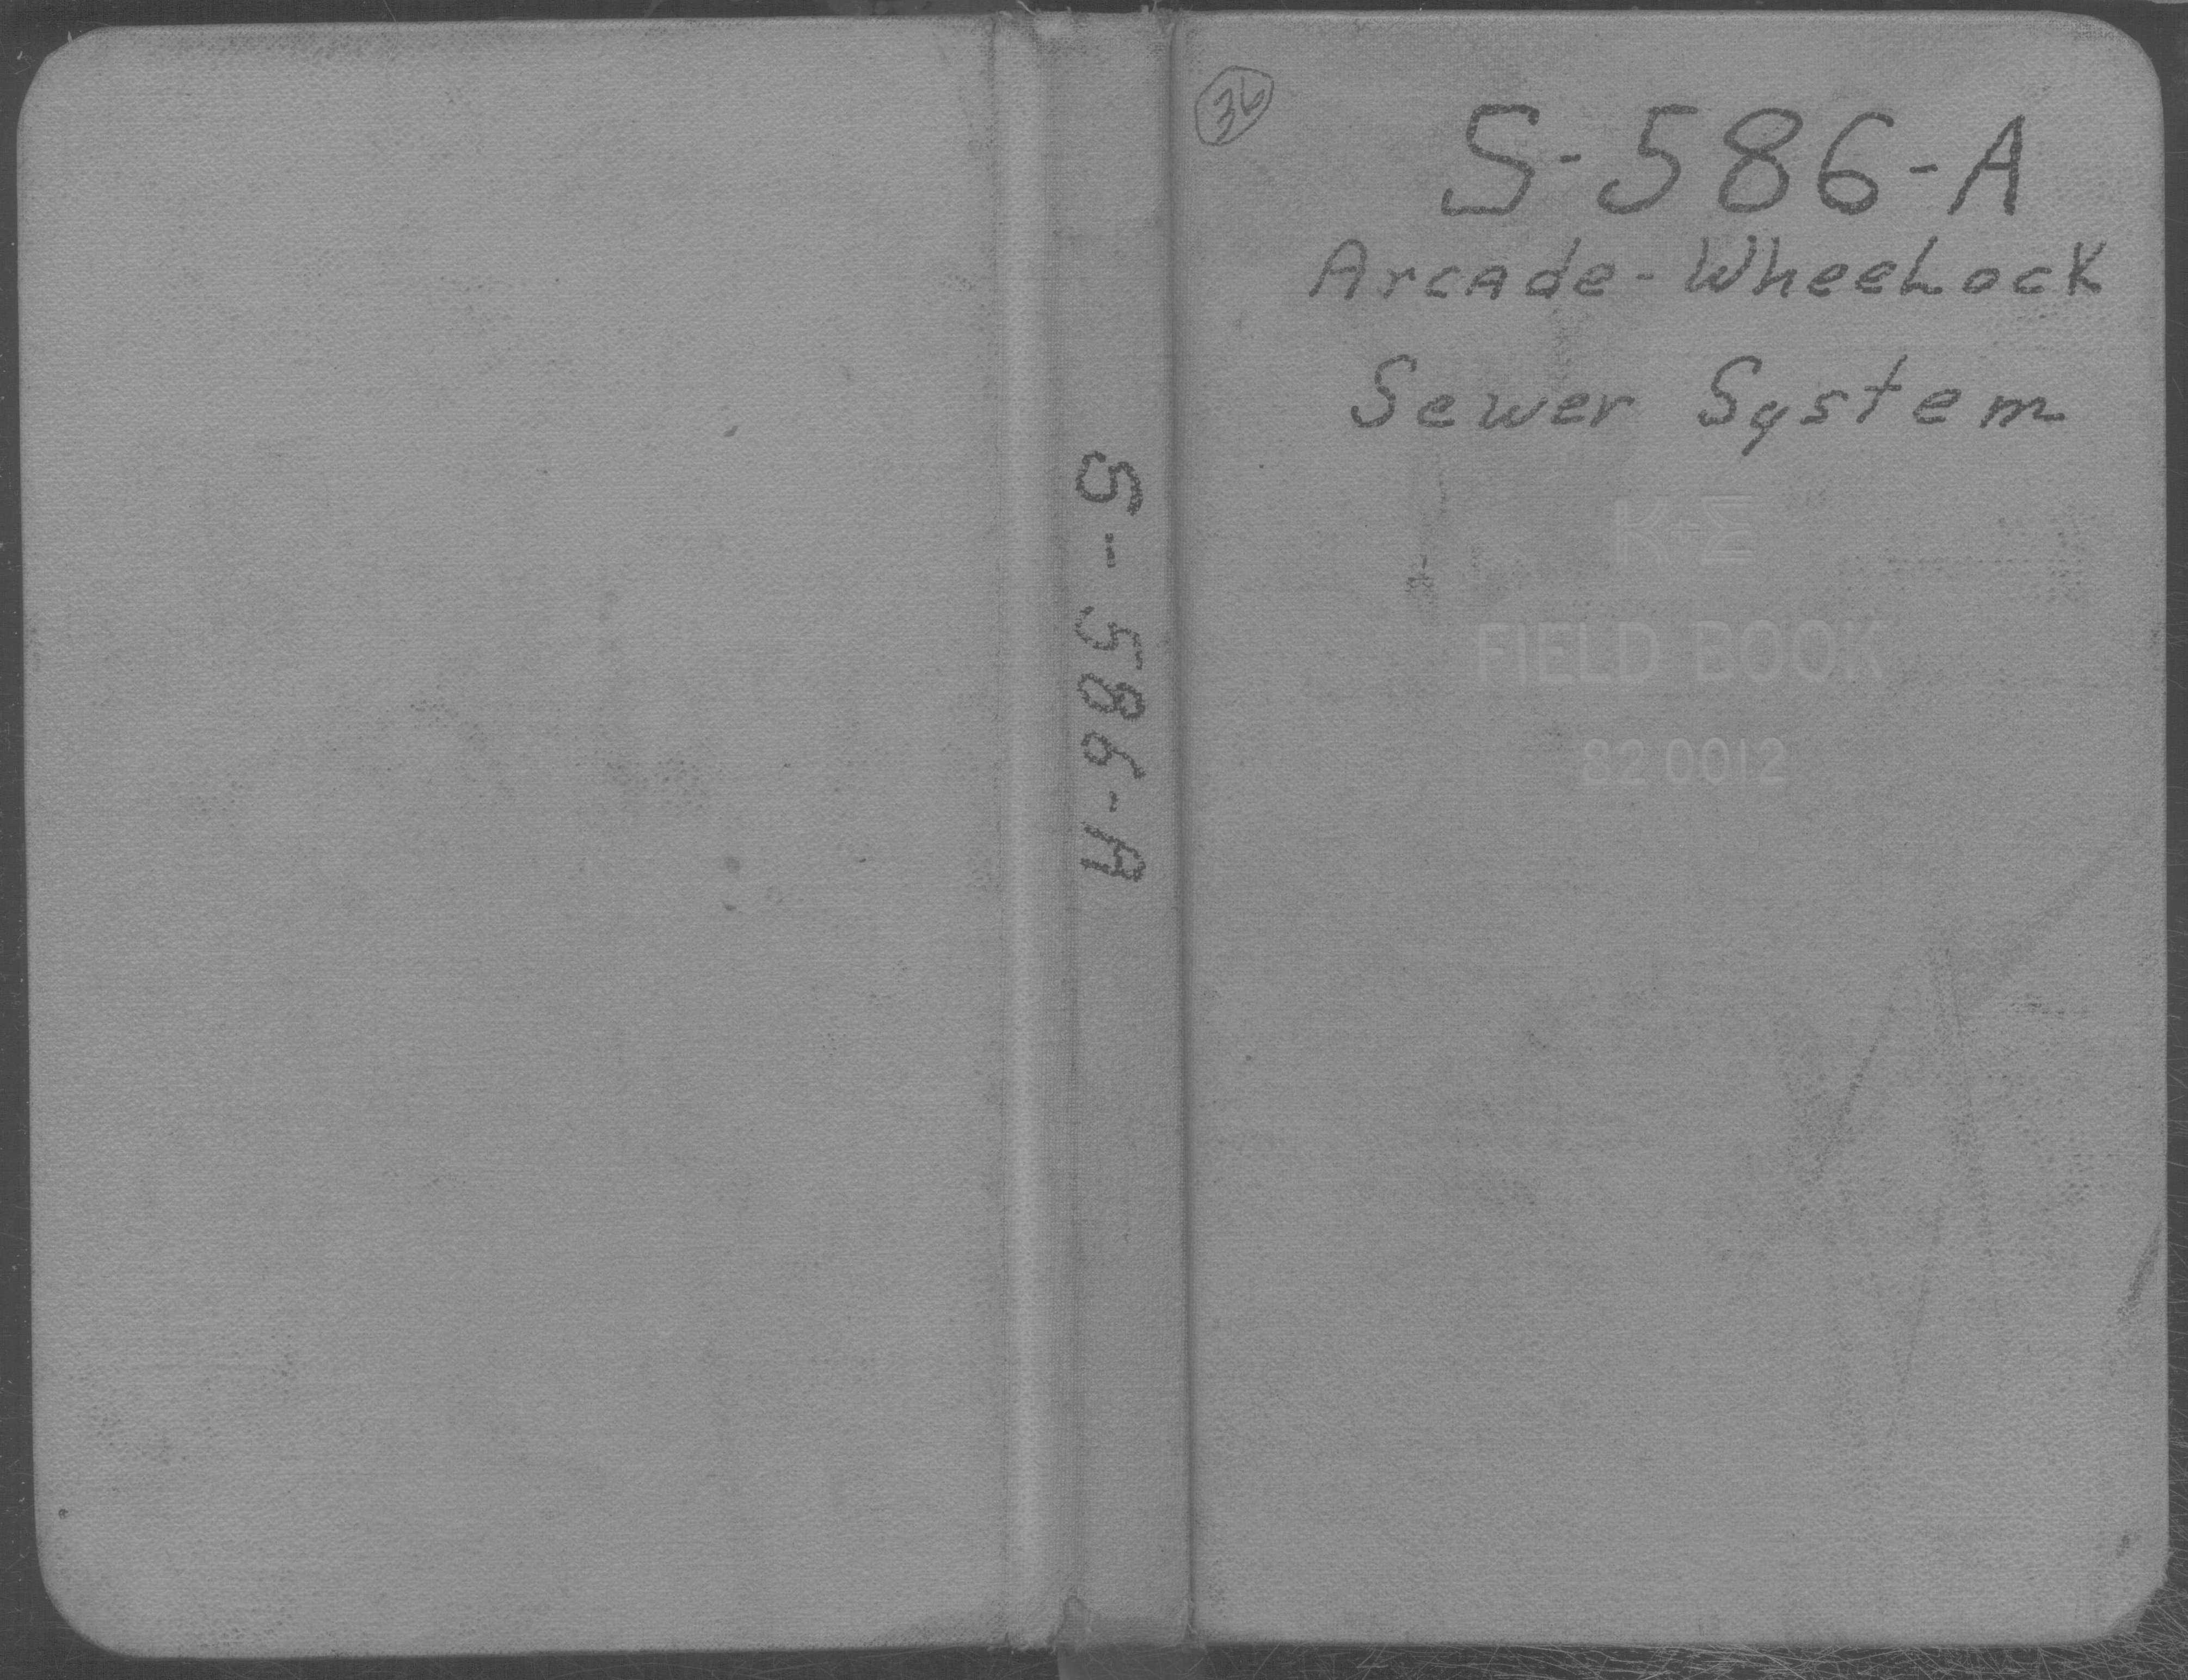 36
S-586-A
Arcade-Wheelock
Sewer System
K+E
FIELD BOOK
82 0012
S-586-A